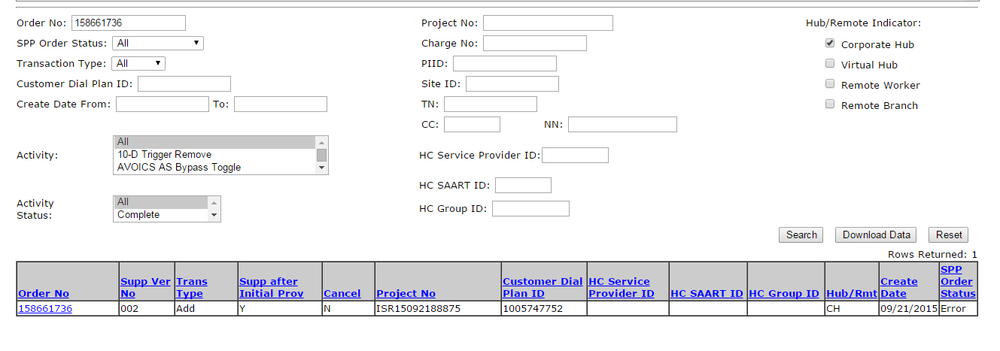 Order No: 158661736 Project No: Hub/Remote Indicator:
SPP Order Status: All Charge No: Corporate Hub
Transaction Type: All PIID: Virtual Hub
Customer Dial Plan ID: Site ID: Remote Worker
Create Date From: To: TN: Remote Branch
CC: NN:
All
Activity: 10-D Trigger Remove HC Service Provider ID:
AVOICS AS Bypass Toggle
HC SAART ID:
Activity Status: All HC Group ID:
Complete
Search Download Data Reset
Rows Returned: 1
Order No Supp Ver No Trans Type Supp after Initial Prov Cancel Project No Customer Dial Plan ID HC Service Provider ID HC SAART ID HC Group ID Hub/Rmt Create Date SPP Order Status
158661736 002 Add Y N ISR15092188875 1005747752 CH 09/21/2015 Error